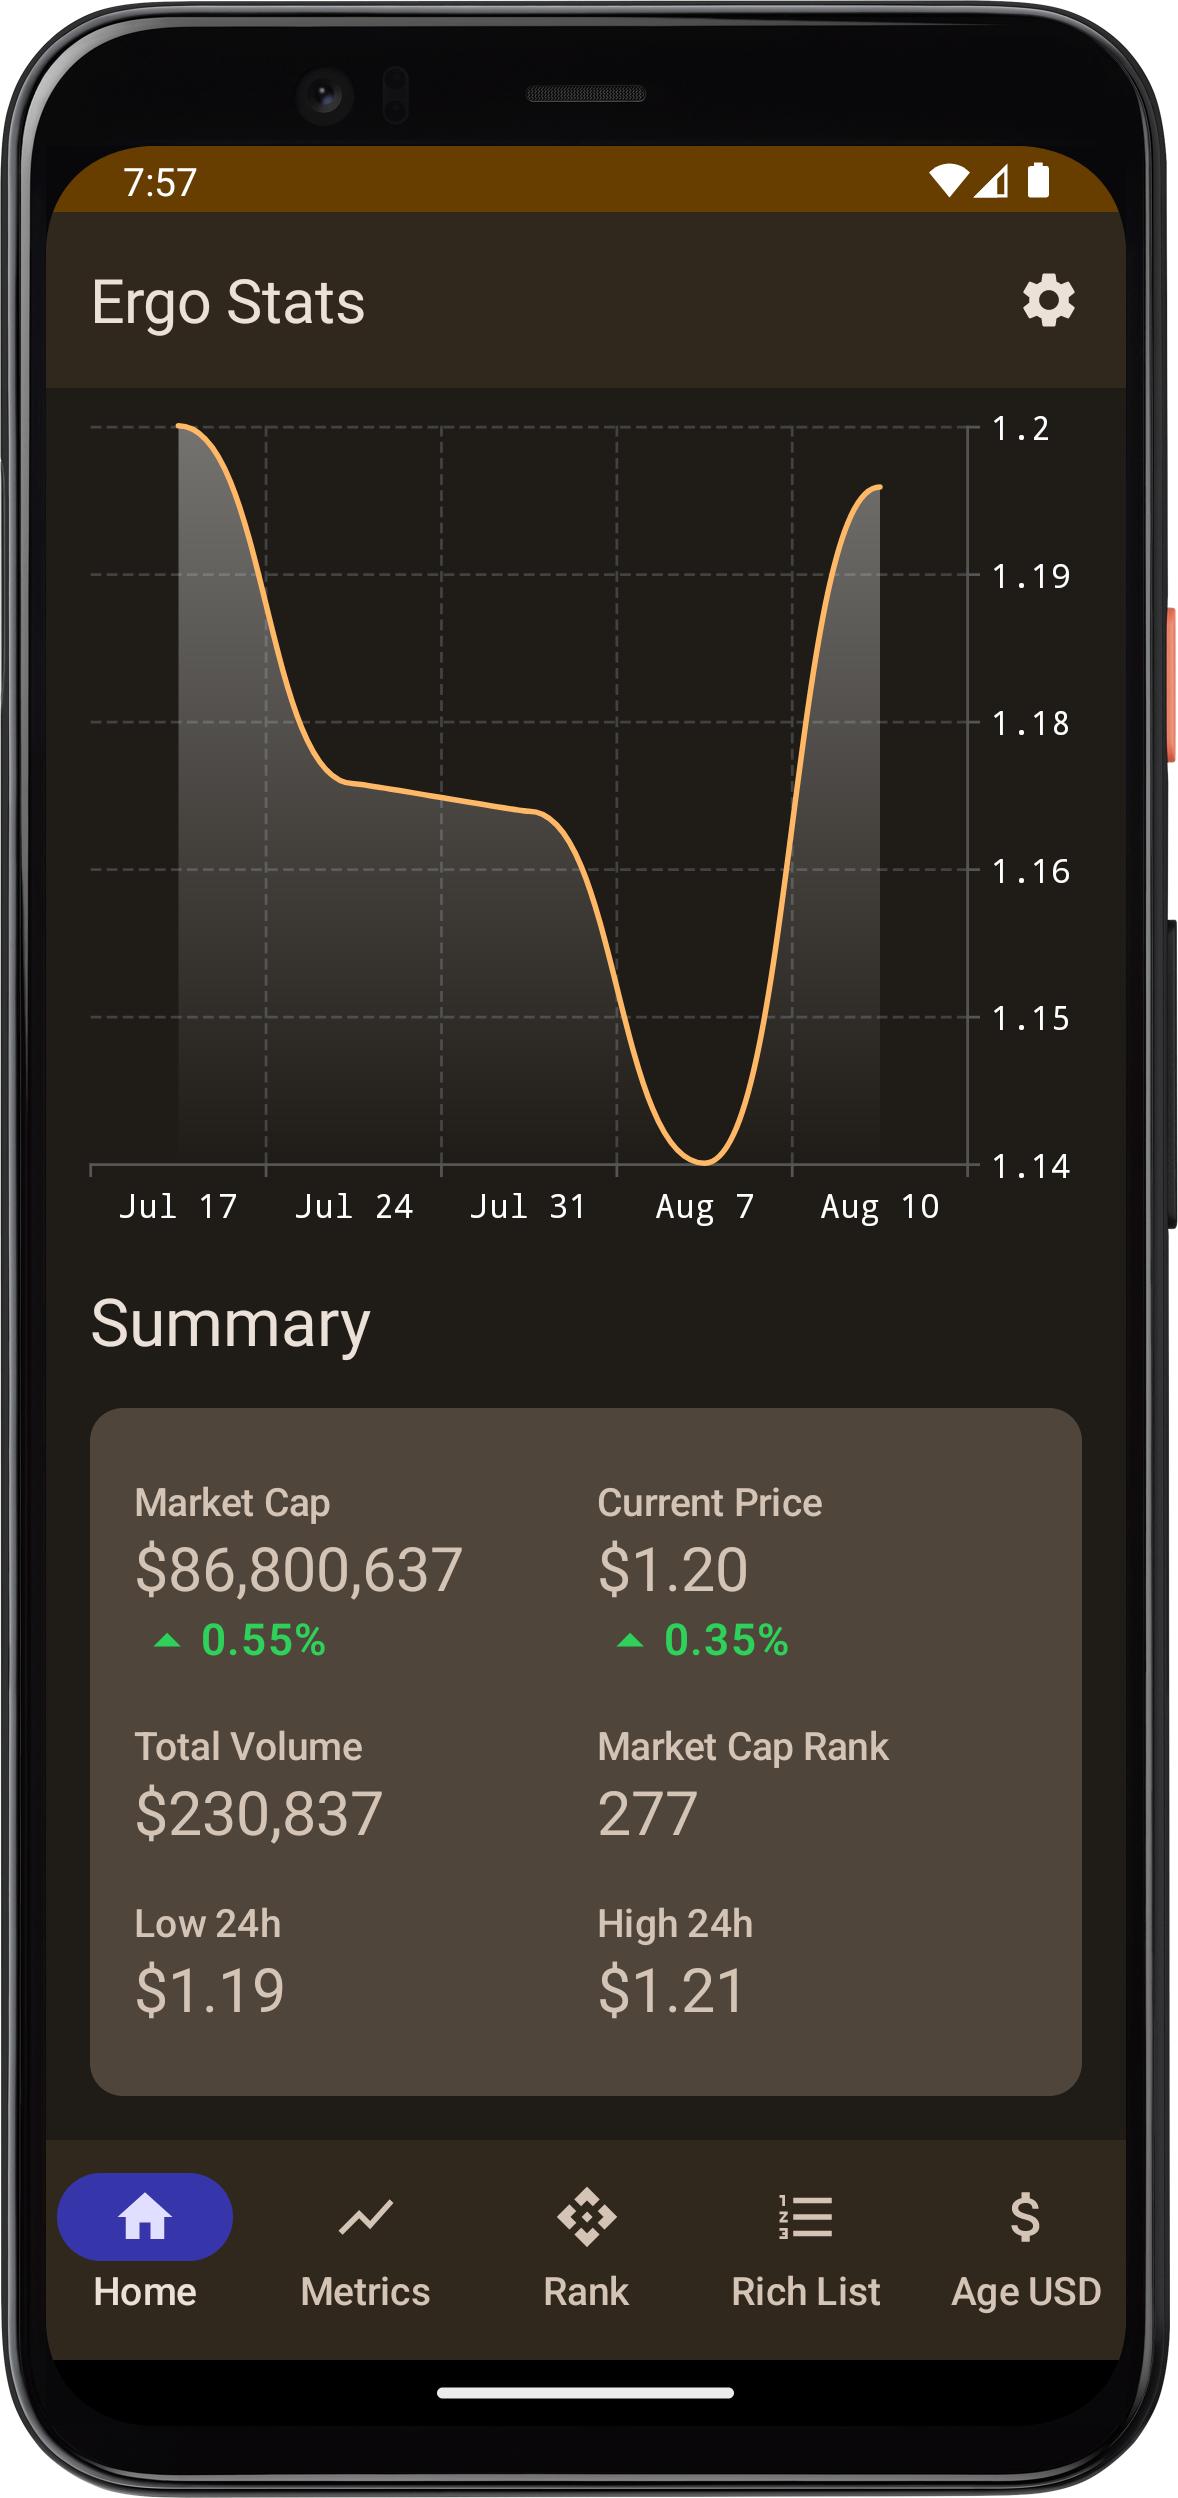 7:57
Ergo Stats
1.2
1.19
1.18
1.16
1.15
1.14
Jul 17 Jul 24 Jul 31 Aug 7 Aug 10
Summary
Market Cap Current Price
$86,800,637 $1.20
0.55% 0.35%
Total Volume Market Cap Rank
$230,837 277
Low 24h High 24h
$1.19 $1.21
Home Metrics Rank Rich List Age USD